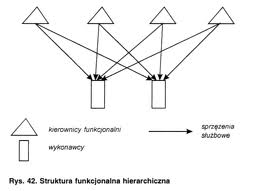 kierownicy funkcjonalni
sprzężenia
służbowe
wykonawcy
Rys. 42. Struktura funkcjonalna hierarchiczna